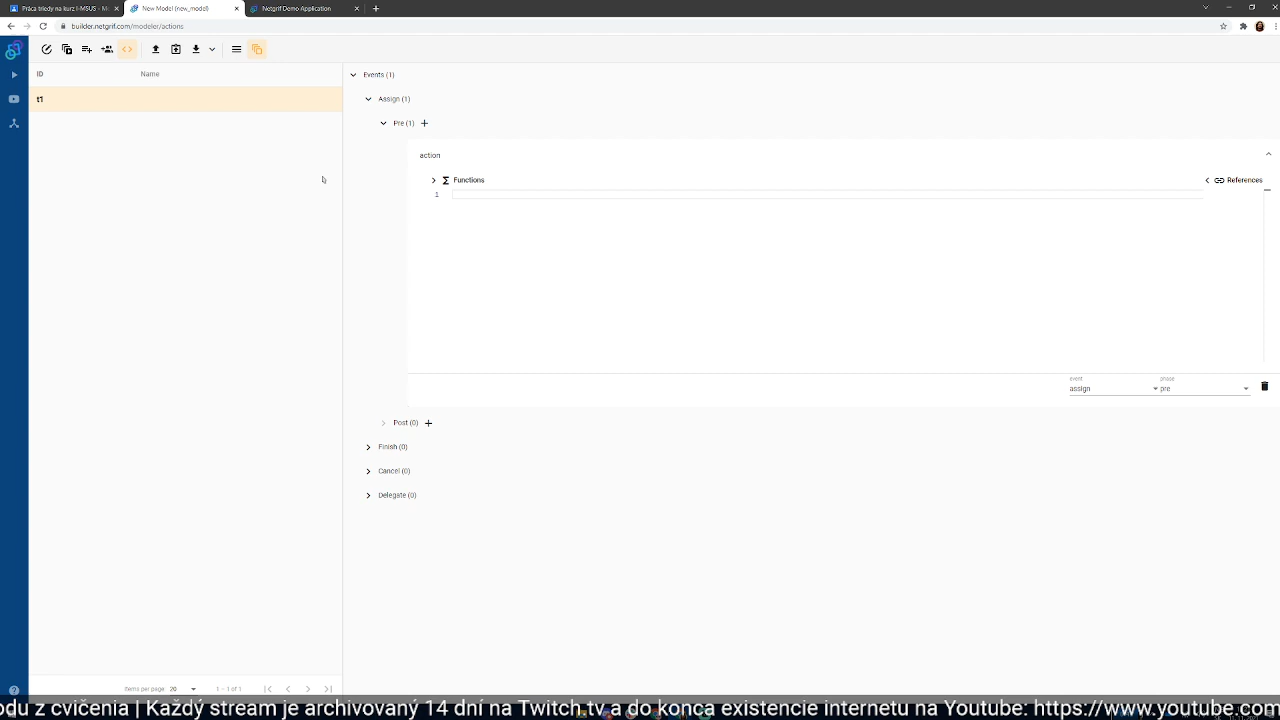 Práca triedy na kurz I-MSUS - M
New Model (new_model)
Netgrif Demo Application
builder.netgrif.com/modeler/actions
ID
Name
Events (1)
t1
Assign (1)
Pre (1)
action
Functions
References
1
event
phase
assign
pre
Post (0)
Finish (0)
Cancel (0)
Delegate (0)
Items per page: 20
1 – 1 of 1
odu z cvičenia | Každý stream je archivovaný 14 dní na Twitch.tv a do konca existencie internetu na Youtube: https://www.youtube.com